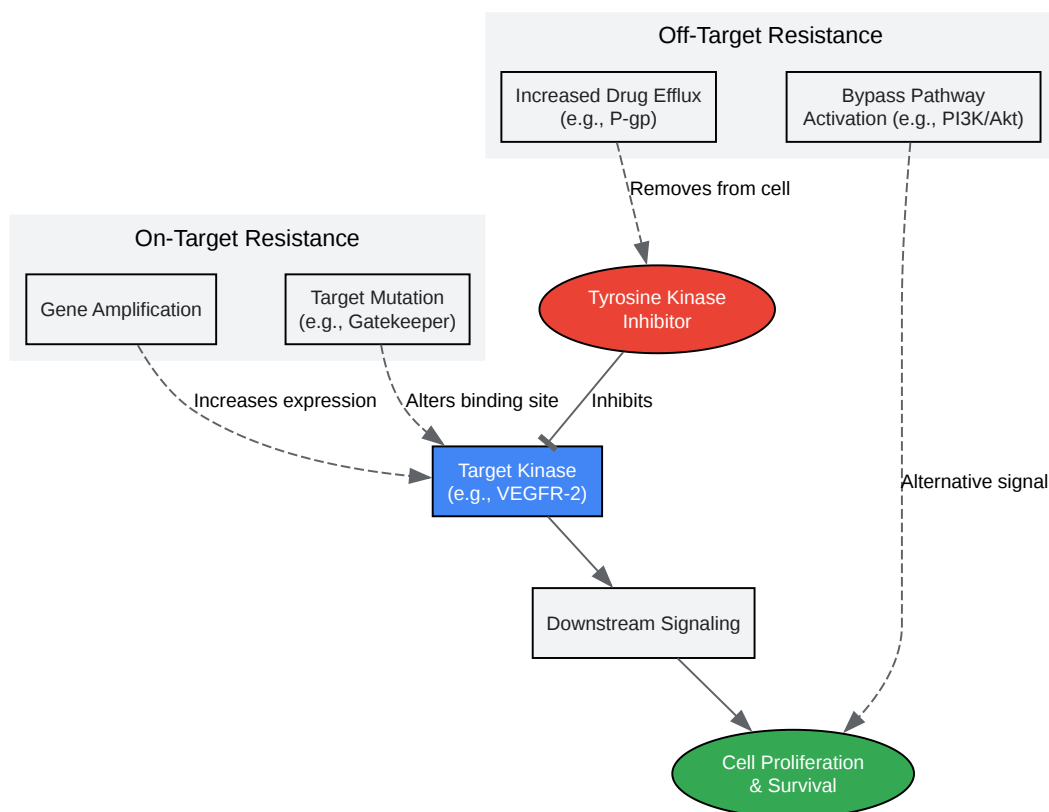 Off-Target Resistance
Increased Drug Efflux
(e.g., P-gp)
Bypass Pathway
Activation (e.g., PI3K/Akt)
Removes from cell
On-Target Resistance
Gene Amplification
Target Mutation
(e.g., Gatekeeper)
Tyrosine Kinase
Inhibitor
Increases expression
Alters binding site
Inhibits
Target Kinase
(e.g., VEGFR-2)
Alternative signal
Downstream Signaling
Cell Proliferation
& Survival